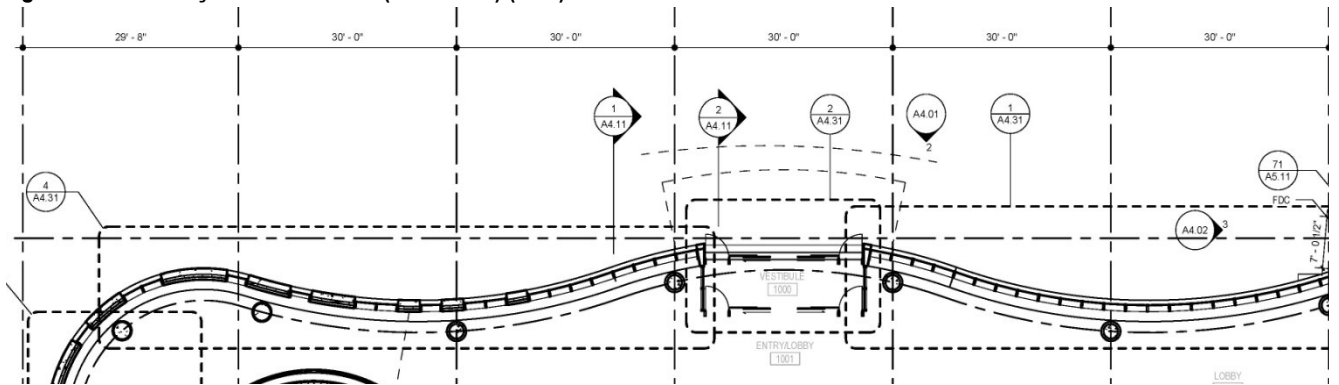 29' - 8"
30' - 0"
30' - 0"
30' - 0"
30' - 0"
30' - 0"
1
A4.11
2
A4.11
2
A4.31
A4.01
2
1
A4.31
71
A5.11
FDC
4
A4.31
A4.02
3
7' - 0 1/2"
VESTIBULE
1000
ENTRY/LOBBY
1001
LOBBY